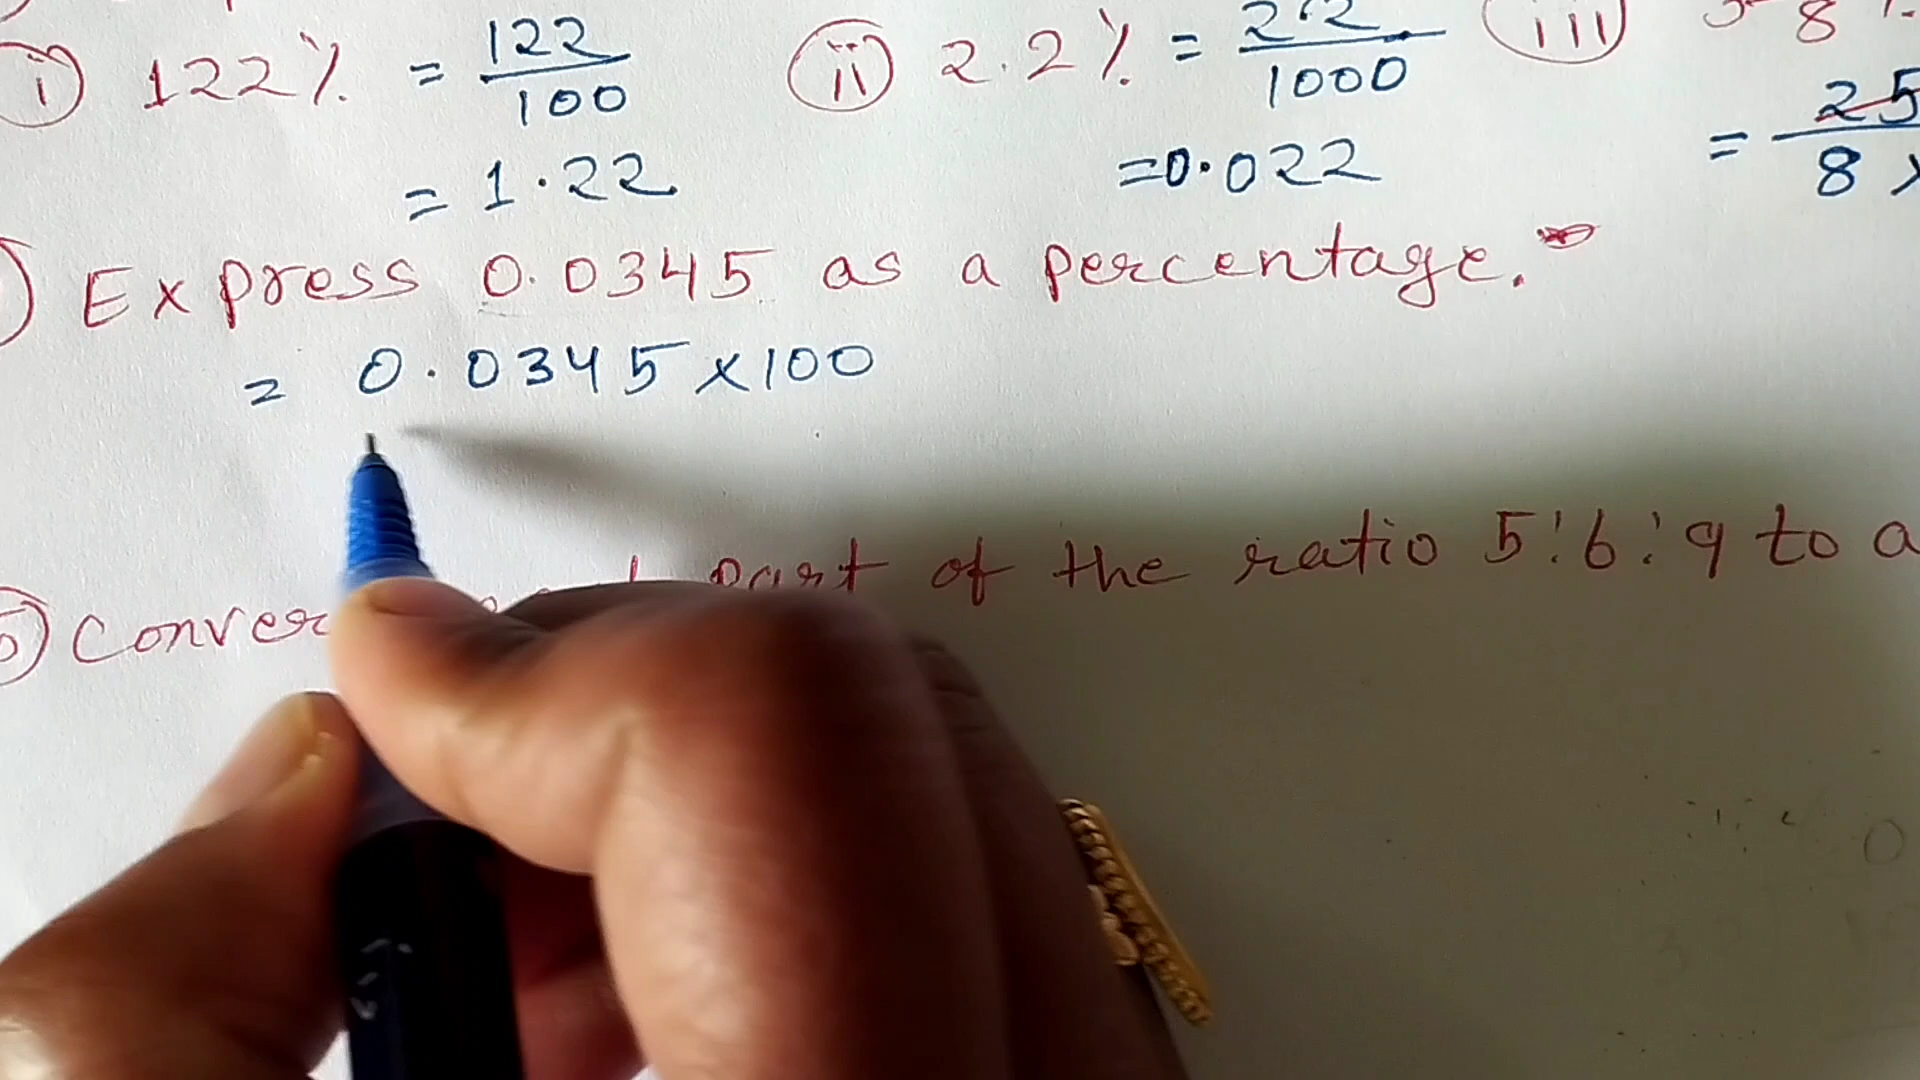 i) 122% = 122/100 ii) 2.2% = 22/1000 iii) 8
= 1.22 =0.022 = 25/8 ×
Express 0.0345 as a percentage.
= 0.0345×100
Conver part of the ratio 5:6:9 to a